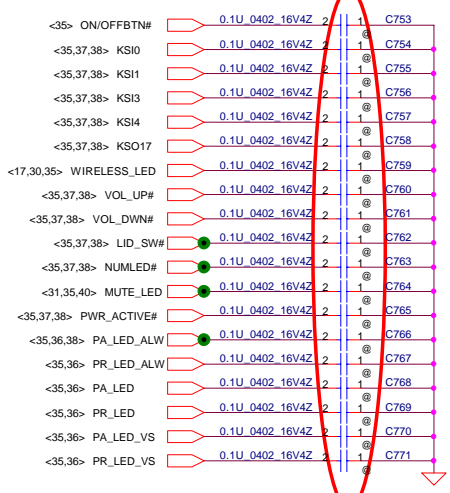 <35> ON/OFFBTN# 0.1U_0402_16V4Z 2 1 C753
@
<35,37,38> KSI0 0.1U_0402_16V4Z 2 1 C754
@
<35,37,38> KSI1 0.1U_0402_16V4Z 2 1 C755
@
<35,37,38> KSI3 0.1U_0402_16V4Z 2 1 C756
@
<35,37,38> KSI4 0.1U_0402_16V4Z 2 1 C757
@
<35,37,38> KSO17 0.1U_0402_16V4Z 2 1 C758
@
<17,30,35> WIRELESS_LED 0.1U_0402_16V4Z 2 1 C759
@
<35,37,38> VOL_UP# 0.1U_0402_16V4Z 2 1 C760
@
<35,37,38> VOL_DWN# 0.1U_0402_16V4Z 2 1 C761
@
<35,37,38> LID_SW# 0.1U_0402_16V4Z 2 1 C762
@
<35,37,38> NUMLED# 0.1U_0402_16V4Z 2 1 C763
@
<31,35,40> MUTE_LED 0.1U_0402_16V4Z 2 1 C764
@
<35,37,38> PWR_ACTIVE# 0.1U_0402_16V4Z 2 1 C765
@
<35,36,38> PA_LED_ALW 0.1U_0402_16V4Z 2 1 C766
@
<35,36> PR_LED_ALW 0.1U_0402_16V4Z 2 1 C767
@
<35,36> PA_LED 0.1U_0402_16V4Z 2 1 C768
@
<35,36> PR_LED 0.1U_0402_16V4Z 2 1 C769
@
<35,36> PA_LED_VS 0.1U_0402_16V4Z 2 1 C770
@
<35,36> PR_LED_VS 0.1U_0402_16V4Z 2 1 C771
@